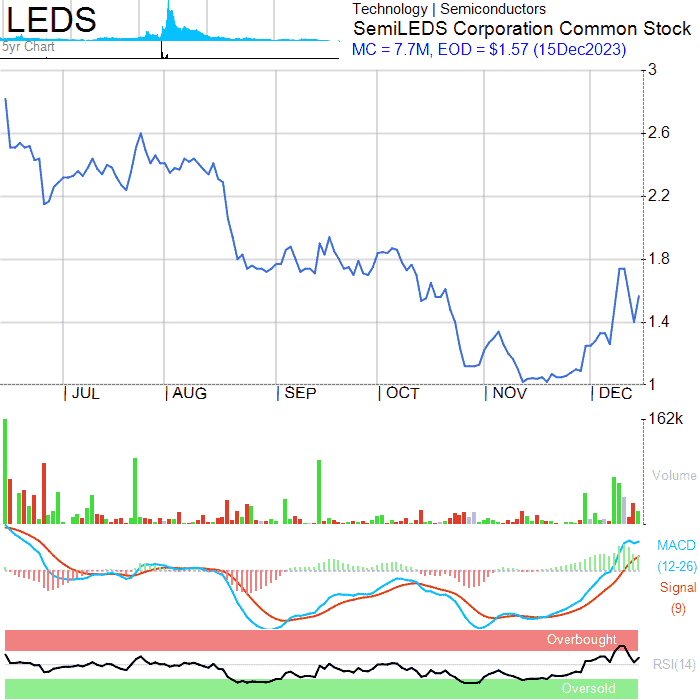 LEDS
5yr Chart
Technology | Semiconductors
SemiLEDS Corporation Common Stock
MC = 7.7M, EOD = $1.57 (15Dec2023)
3
2.6
2.2
1.8
1.4
1
| JUL
| AUG
| SEP
| OCT
| NOV
| DEC
162k
Volume
MACD
(12-26)
Signal
(9)
Overbought
RSI(14)
Oversold